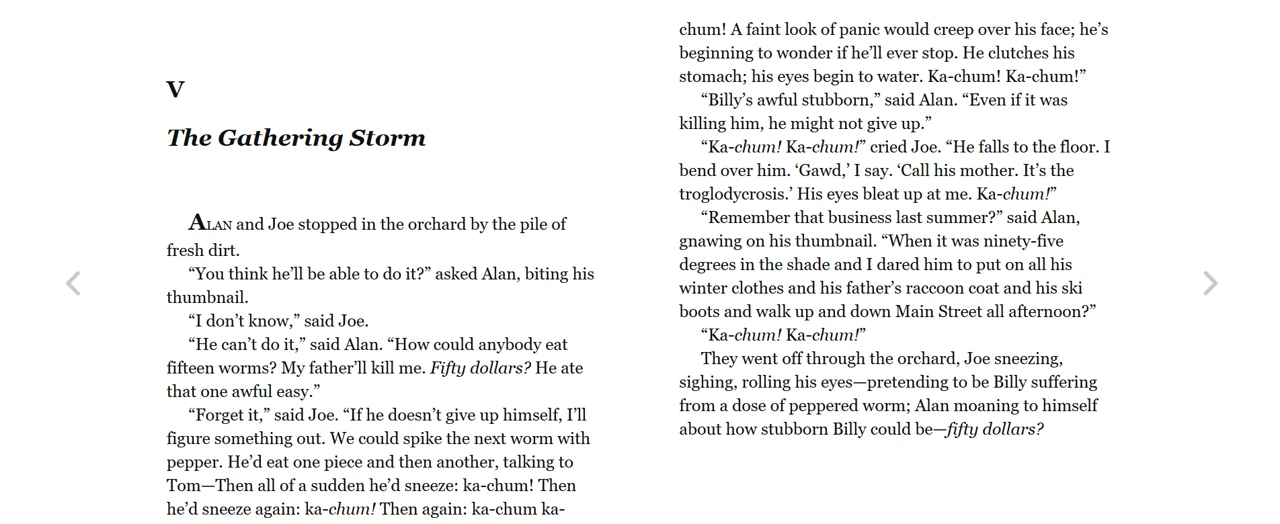 V
The Gathering Storm
ALAN and Joe stopped in the orchard by the pile of
fresh dirt.
“You think he’ll be able to do it?” asked Alan, biting his
thumbnail.
“I don’t know,” said Joe.
“He can’t do it,” said Alan. “How could anybody eat
fifteen worms? My father’ll kill me. Fifty dollars? He ate
that one awful easy.”
“Forget it,” said Joe. “If he doesn’t give up himself, I’ll
figure something out. We could spike the next worm with
pepper. He’d eat one piece and then another, talking to
Tom—Then all of a sudden he’d sneeze: ka-chum! Then
he’d sneeze again: ka-chum! Then again: ka-chum ka-
chum! A faint look of panic would creep over his face; he’s
beginning to wonder if he’ll ever stop. He clutches his
stomach; his eyes begin to water. Ka-chum! Ka-chum!”
“Billy’s awful stubborn,” said Alan. “Even if it was
killing him, he might not give up.”
“Ka-chum! Ka-chum!” cried Joe. “He falls to the floor. I
bend over him. ‘Gawd,’ I say. ‘Call his mother. It’s the
troglodycrosis.’ His eyes bleat up at me. Ka-chum!”
“Remember that business last summer?” said Alan,
gnawing on his thumbnail. “When it was ninety-five
degrees in the shade and I dared him to put on all his
winter clothes and his father’s raccoon coat and his ski
boots and walk up and down Main Street all afternoon?”
“Ka-chum! Ka-chum!”
They went off through the orchard, Joe sneezing,
sighing, rolling his eyes—pretending to be Billy suffering
from a dose of peppered worm; Alan moaning to himself
about how stubborn Billy could be—fifty dollars?